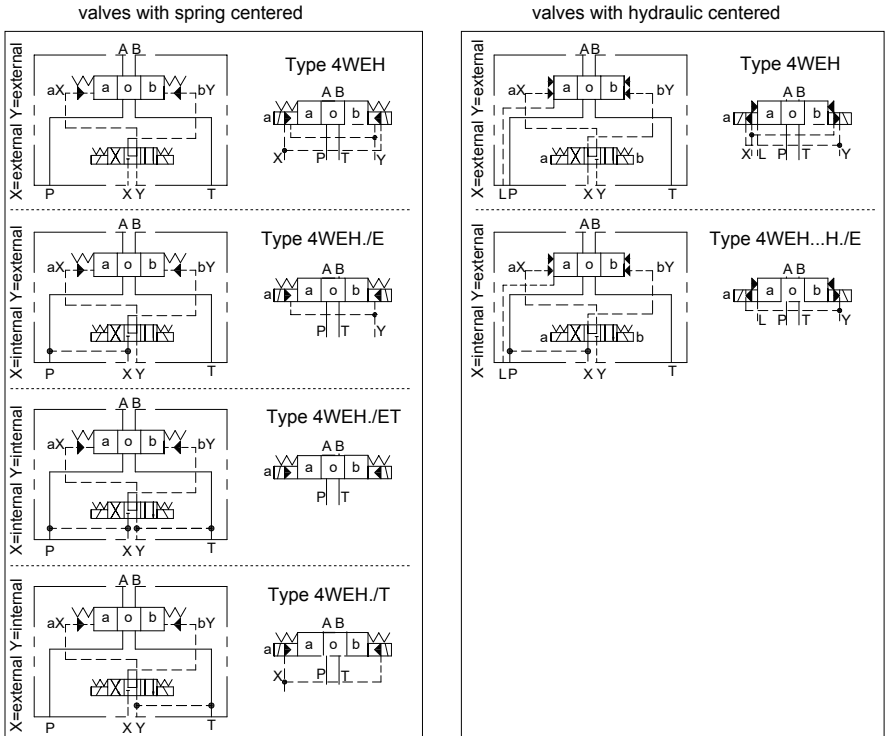 valves with spring centered
X=external Y=external
A B
aX a o b bY
P X Y T
Type 4WEH
A B
a a o b
X P T Y
X=internal Y=external
A B
aX a o b bY
P X Y T
Type 4WEH./E
A B
a a o b
P T Y
X=internal Y=internal
A B
aX a o b bY
P X Y T
Type 4WEH./ET
A B
a a o b
P T
X=external Y=internal
A B
aX a o b bY
P X Y T
Type 4WEH./T
A B
a a o b
X P T
valves with hydraulic centered
X=external Y=external
A B
aX a o b bY
a b
L P X Y T
Type 4WEH
A B
a a o b
X L P T Y
X=internal Y=external
A B
aX a o b bY
a b
L P X Y T
Type 4WEH...H./E
A B
a a o b
L P T Y